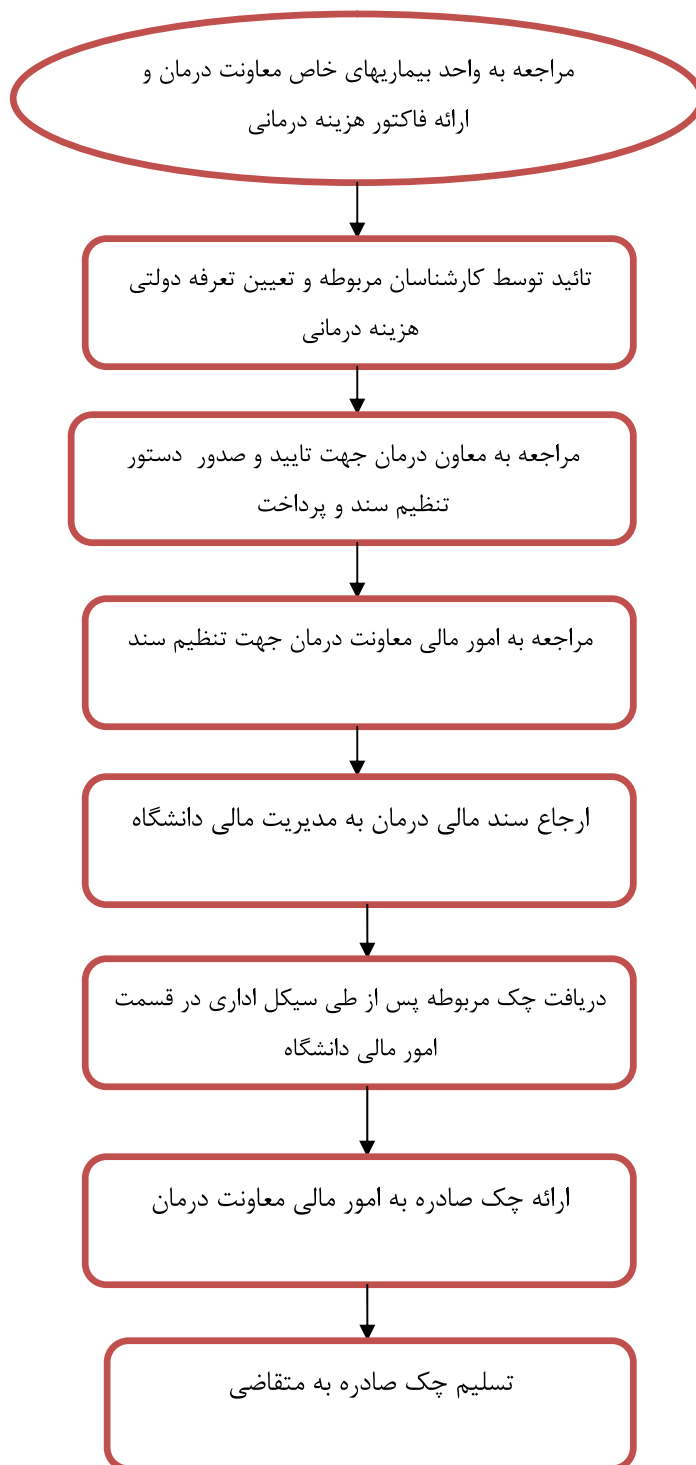 مراجعه به واحد بیماریهای خاص معاونت درمان و
ارائه فاکتور هزینه درمانی
تائید توسط کارشناسان مربوطه و تعیین تعرفه دولتی
هزینه درمانی
مراجعه به معاون درمان جهت تایید و صدور دستور
تنظیم سند و پرداخت
مراجعه به امور مالی معاونت درمان جهت تنظیم سند
ارجاع سند مالی درمان به مدیریت مالی دانشگاه
دریافت چک مربوطه پس از طی سیکل اداری در قسمت
امور مالی دانشگاه
ارائه چک صادره به امور مالی معاونت درمان
تسلیم چک صادره به متقاضی